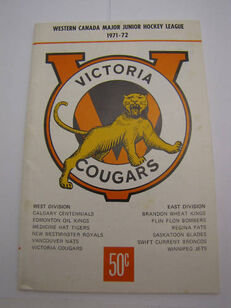 WESTERN CANADA MAJOR JUNIOR HOCKEY LEAGUE
1971-72
VICTORIA
COUGARS
WEST DIVISION
CALGARY CENTENNIALS
EDMONTON OIL KINGS
MEDICINE HAT TIGERS
NEW WESTMINSTER ROYALS
VANCOUVER NATS
VICTORIA COUGARS
EAST DIVISION
BRANDON WHEAT KINGS
FLIN FLON BOMBERS
REGINA PATS
SASKATOON BLADES
SWIFT CURRENT BRONCOS
WINNIPEG JETS
50¢